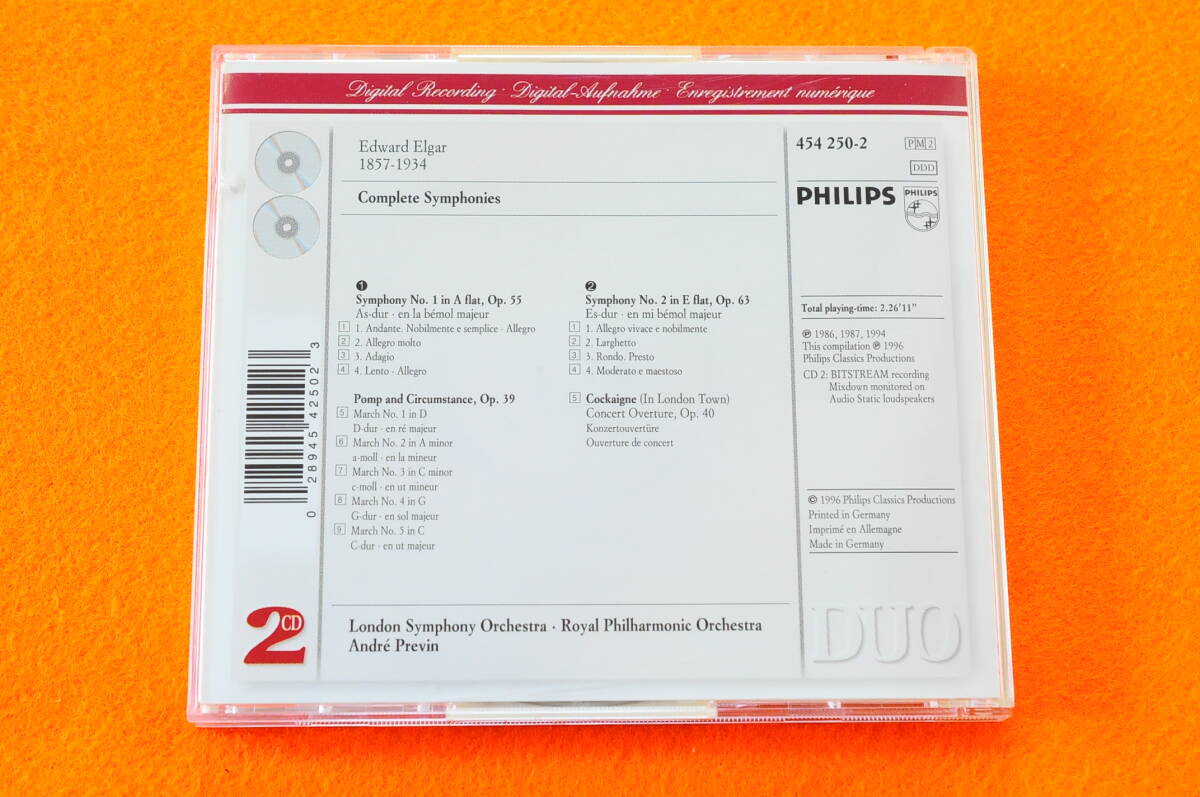 Digital Recording · Digital-Aufnahme · Enregistrement numérique
Edward Elgar
1857-1934
Complete Symphonies
1
Symphony No. 1 in A flat, Op. 55
As-dur · en la bémol majeur
1 1. Andante. Nobilmente e semplice - Allegro
2 2. Allegro molto
3 3. Adagio
4 4. Lento - Allegro
Pomp and Circumstance, Op. 39
5 March No. 1 in D
D-dur · en ré majeur
6 March No. 2 in A minor
a-moll · en la mineur
7 March No. 3 in C minor
c-moll · en ut mineur
8 March No. 4 in G
G-dur · en sol majeur
9 March No. 5 in C
C-dur · en ut majeur
2
Symphony No. 2 in E flat, Op. 63
Es-dur · en mi bémol majeur
1 1. Allegro vivace e nobilmente
2 2. Larghetto
3 3. Rondo. Presto
4 4. Moderato e maestoso
5 Cockaigne (In London Town)
Concert Overture, Op. 40
Konzertouvertüre
Ouverture de concert
London Symphony Orchestra · Royal Philharmonic Orchestra
André Previn
454 250-2 PM2
DDD
PHILIPS PHILIPS
Total playing-time: 2.26'11"
℗ 1986, 1987, 1994
This compilation ℗ 1996
Philips Classics Productions
CD 2: BITSTREAM recording
Mixdown monitored on
Audio Static loudspeakers
© 1996 Philips Classics Productions
Printed in Germany
Imprimé en Allemagne
Made in Germany
DUO
0 28945 42502 3
2CD